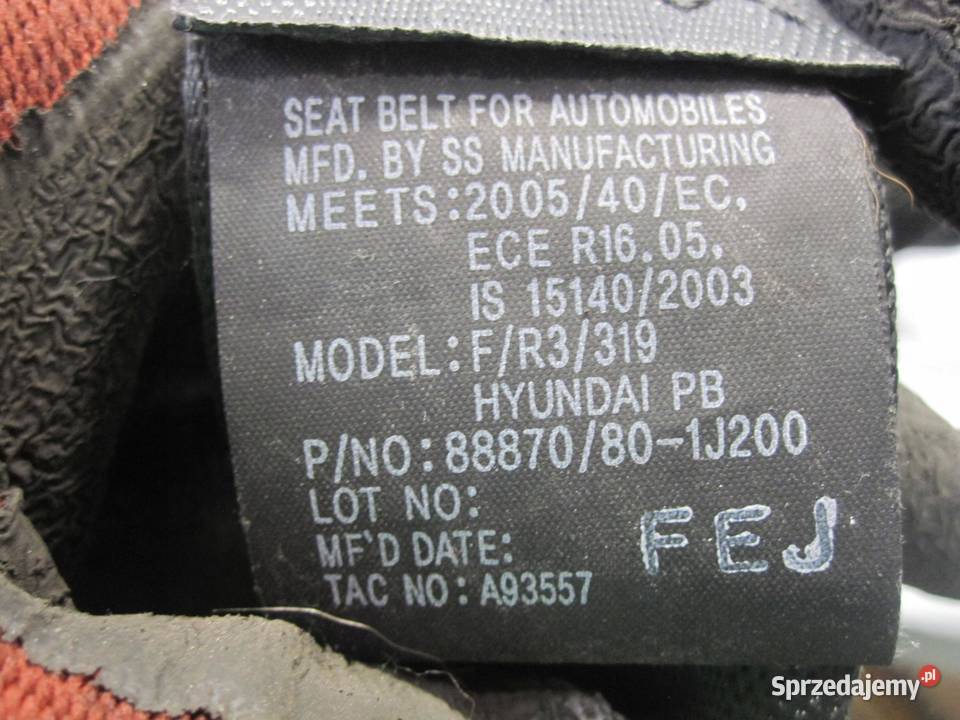 SEAT BELT FOR AUTOMOBILES
MFD. BY SS MANUFACTURING
MEETS:2005/40/EC,
ECE R16.05,
IS 15140/2003
MODEL:F/R3/319
HYUNDAI PB
P/NO:88870/80-1J200
LOT NO:
MF'D DATE:
FEJ
TAC NO:A93557
Sprzedajemy.pl